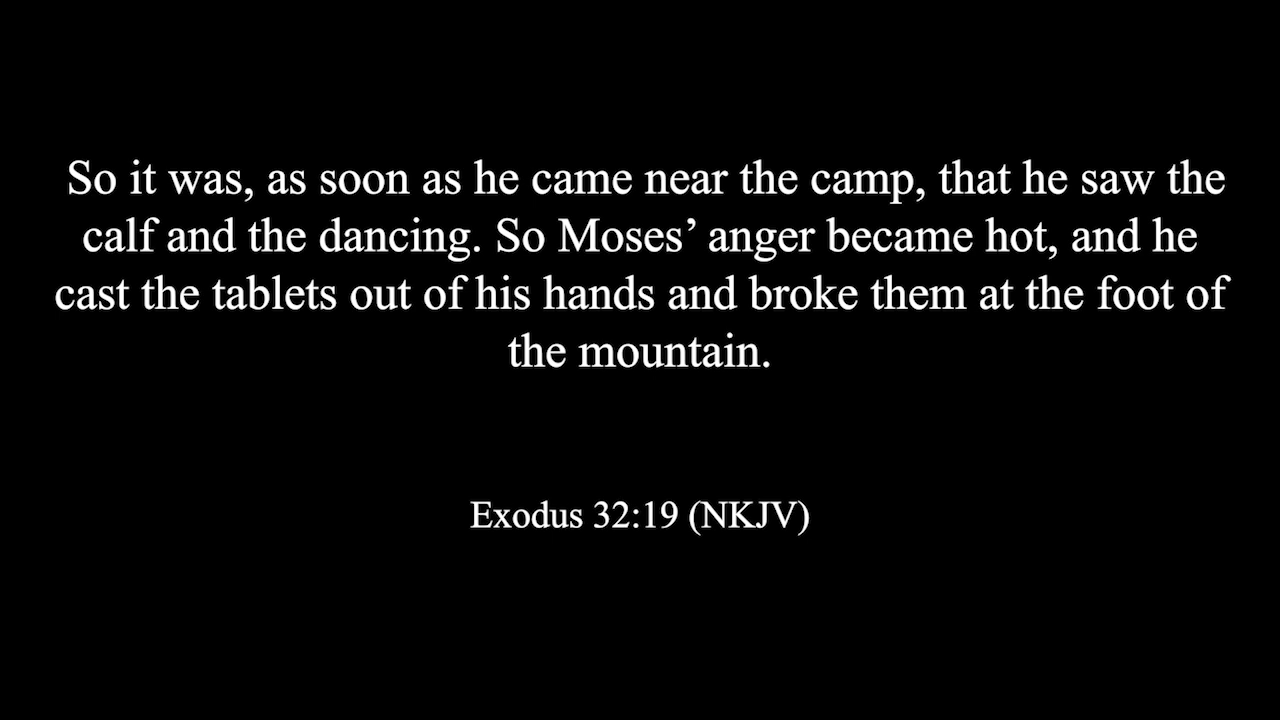 So it was, as soon as he came near the camp, that he saw the
calf and the dancing. So Moses’ anger became hot, and he
cast the tablets out of his hands and broke them at the foot of
the mountain.
Exodus 32:19 (NKJV)